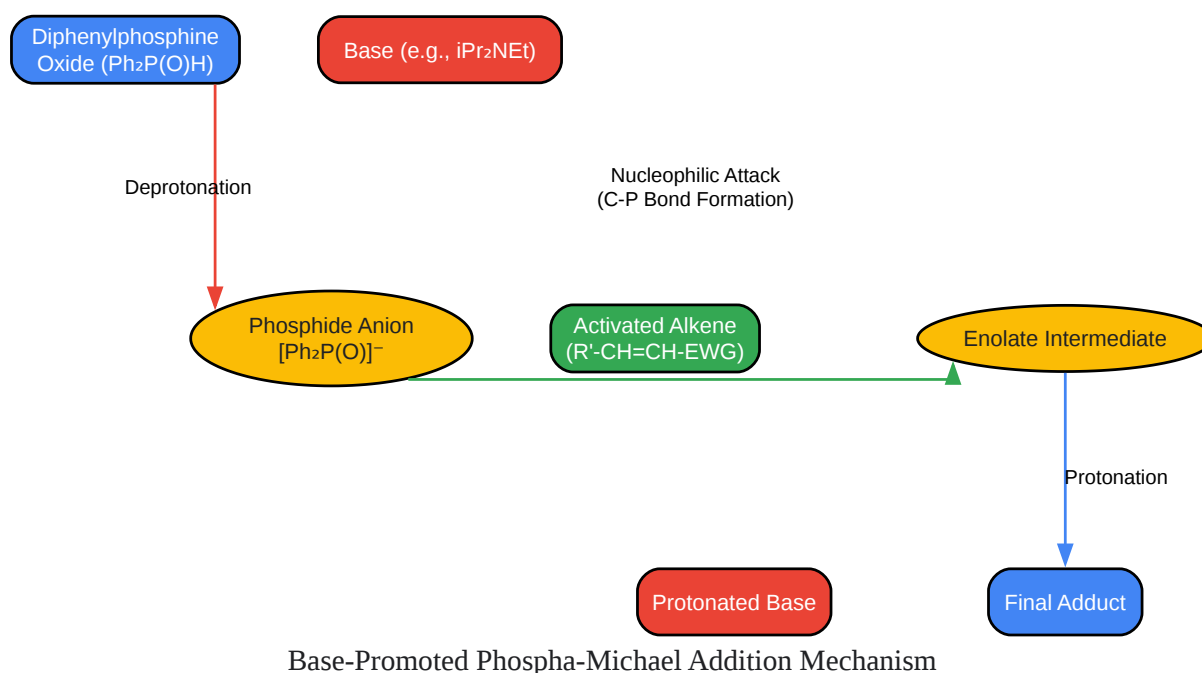 Diphenylphosphine
Oxide (Ph₂P(O)H)
Base (e.g., iPr₂NEt)
Deprotonation
Nucleophilic Attack
(C-P Bond Formation)
Phosphide Anion
[Ph₂P(O)]⁻
Activated Alkene
(R'-CH=CH-EWG)
Enolate Intermediate
Protonation
Protonated Base
Final Adduct
Base-Promoted Phospha-Michael Addition Mechanism